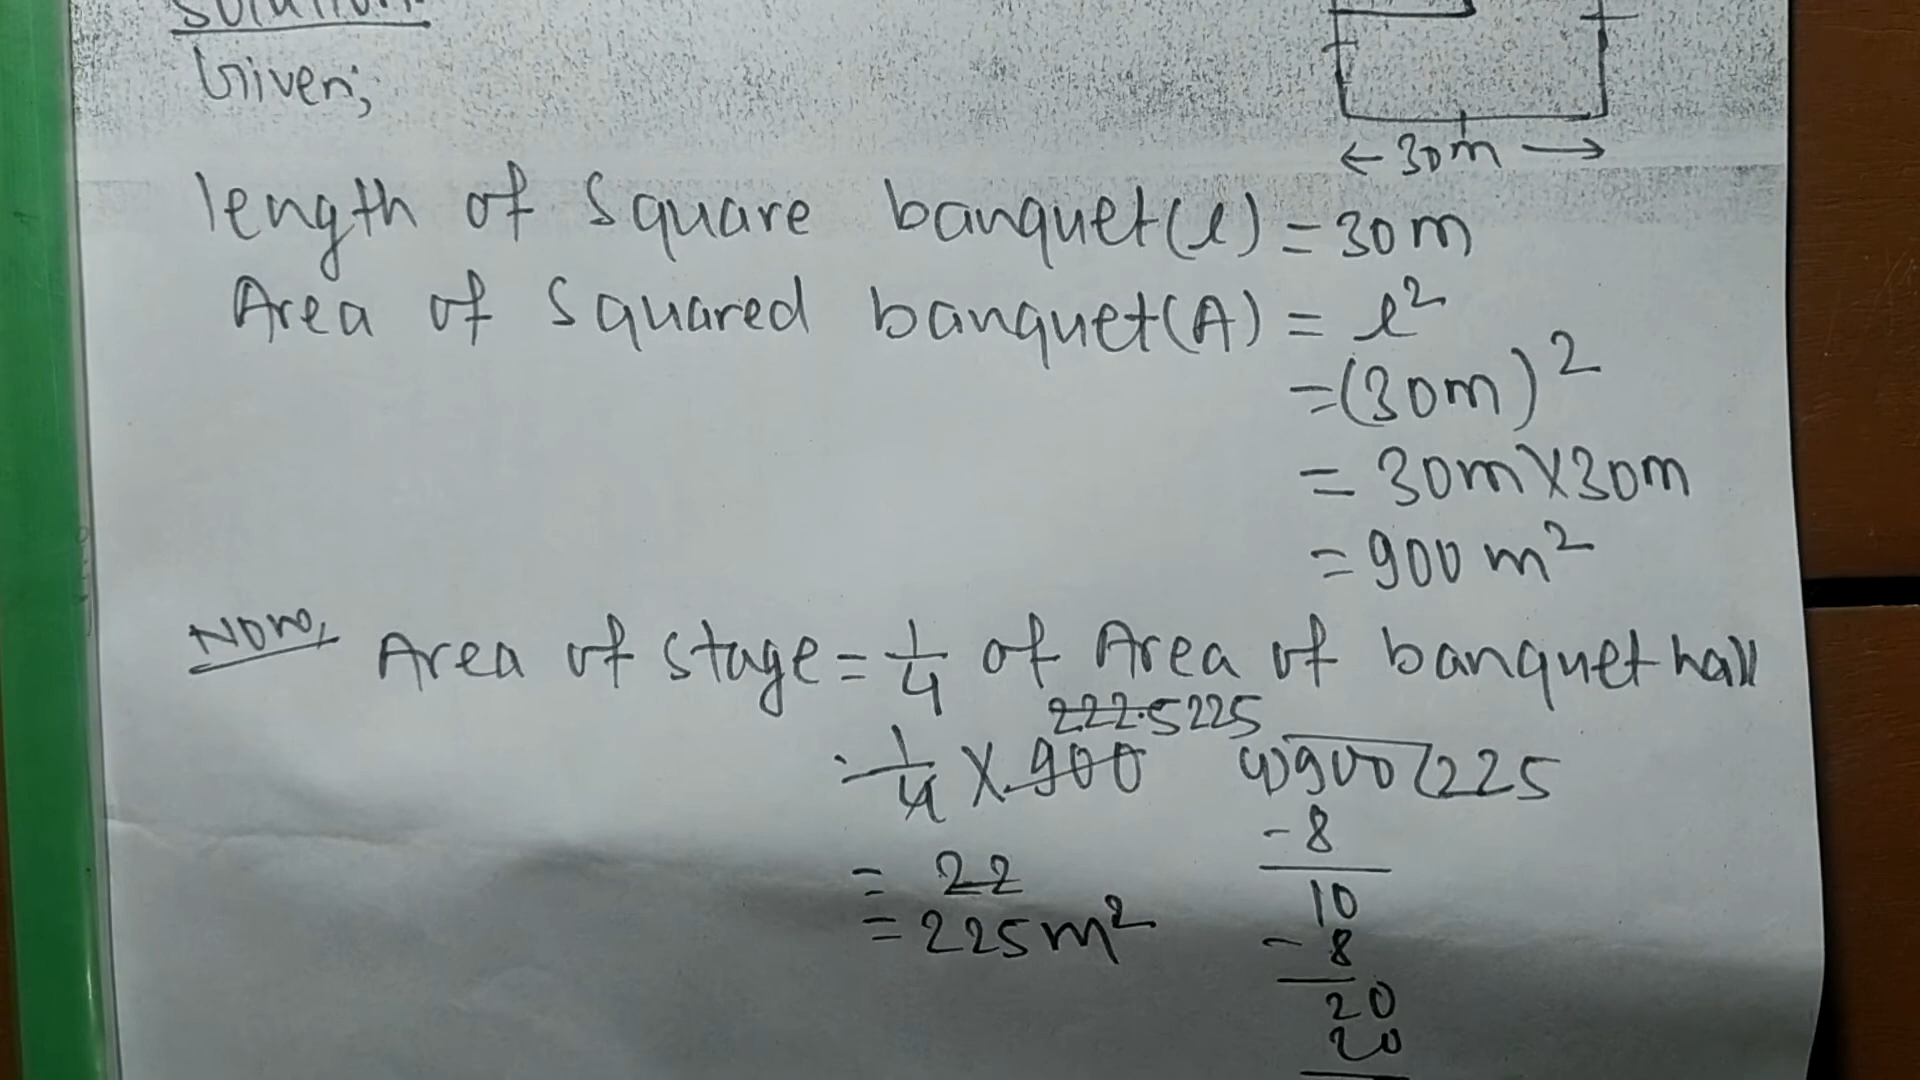 Solution:
Given;
← 30m →
length of square banquet(l) = 30m
Area of squared banquet(A) = l²
=(30m)²
= 30m×30m
= 900 m²
Now, Area of stage = 1/4 of Area of banquet hall
222.5 225
= 1/4 × 900 4)900(225
-8
10
-8
20
20
= 22
= 225m²